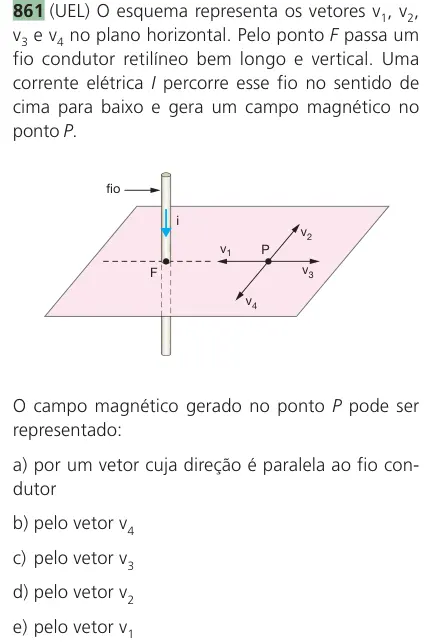 861 (UEL) O esquema representa os vetores v1, v2,
v3 e v4 no plano horizontal. Pelo ponto F passa um
fio condutor retilíneo bem longo e vertical. Uma
corrente elétrica I percorre esse fio no sentido de
cima para baixo e gera um campo magnético no
ponto P.
fio
i
v1
P
v2
F
v3
v4
O campo magnético gerado no ponto P pode ser
representado:
a) por um vetor cuja direção é paralela ao fio con-
dutor
b) pelo vetor v4
c) pelo vetor v3
d) pelo vetor v2
e) pelo vetor v1